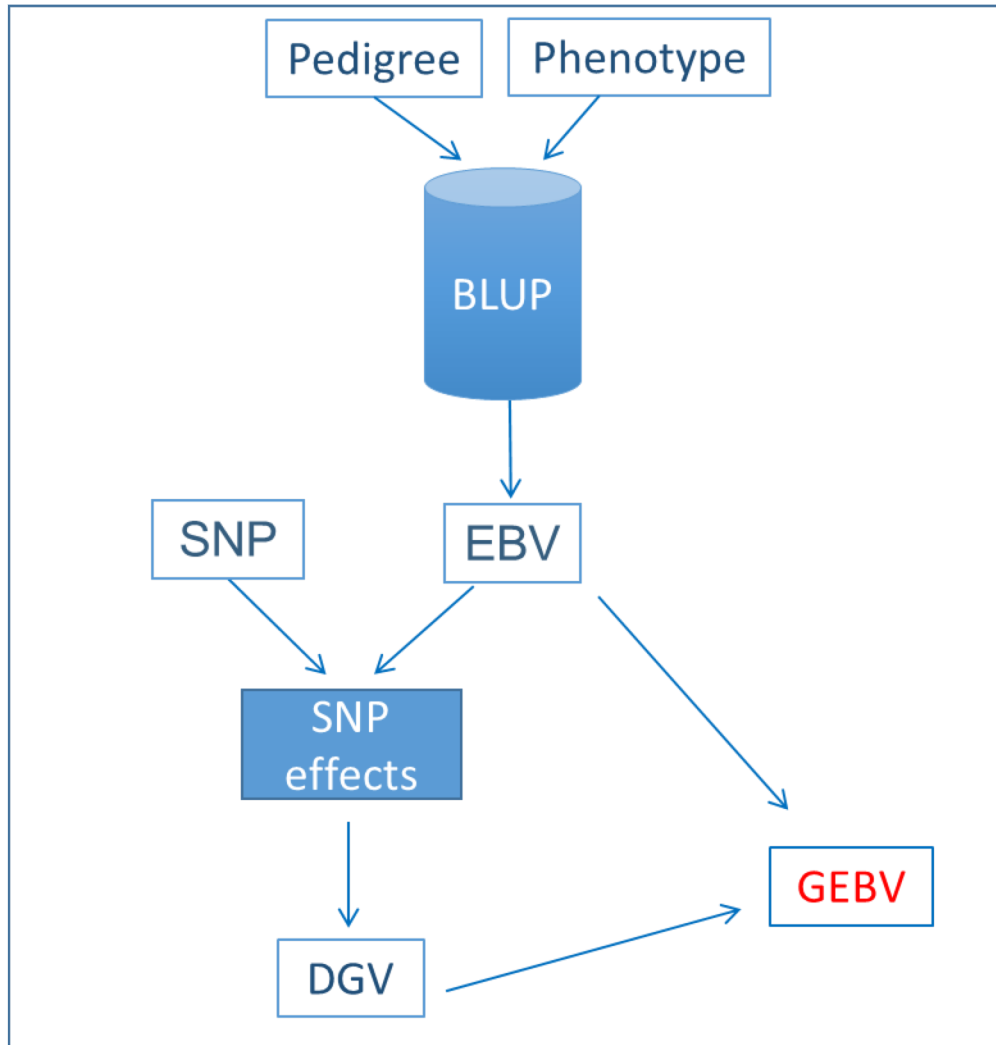 Pedigree
Phenotype
BLUP
SNP
EBV
SNP
effects
GEBV
DGV